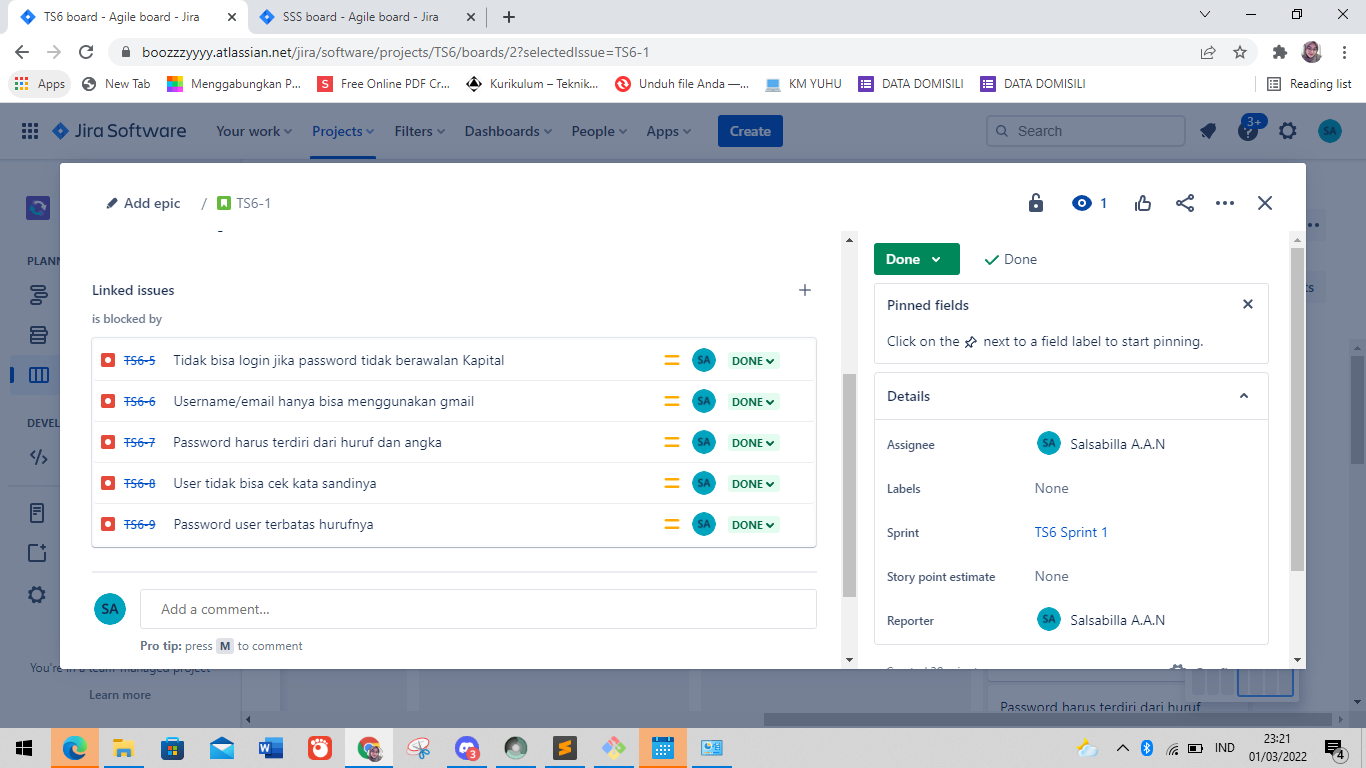 TS6 board - Agile board - Jira
SSS board - Agile board - Jira
boozzzyyyy.atlassian.net/jira/software/projects/TS6/boards/2?selectedIssue=TS6-1
Apps
New Tab
Menggabungkan P...
Free Online PDF Cr...
Kurikulum – Teknik...
Unduh file Anda —...
KM YUHU
DATA DOMISILI
DATA DOMISILI
Reading list
Jira Software
Your work
Projects
Filters
Dashboards
People
Apps
Create
Search
3+
SA
Add epic
/
TS6-1
1
PLANN
DEVEL
Linked issues
is blocked by
TS6-5 Tidak bisa login jika password tidak berawalan Kapital SA DONE
TS6-6 Username/email hanya bisa menggunakan gmail SA DONE
TS6-7 Password harus terdiri dari huruf dan angka SA DONE
TS6-8 User tidak bisa cek kata sandinya SA DONE
TS6-9 Password user terbatas hurufnya SA DONE
SA
Add a comment...
Pro tip: press M to comment
Done
Done
Pinned fields
Click on the next to a field label to start pinning.
Details
Assignee SA Salsabilla A.A.N
Labels None
Sprint TS6 Sprint 1
Story point estimate None
Reporter SA Salsabilla A.A.N
You're in a team-managed project
Learn more
Password harus terdiri dari huruf
3
IND
23:21
01/03/2022
4